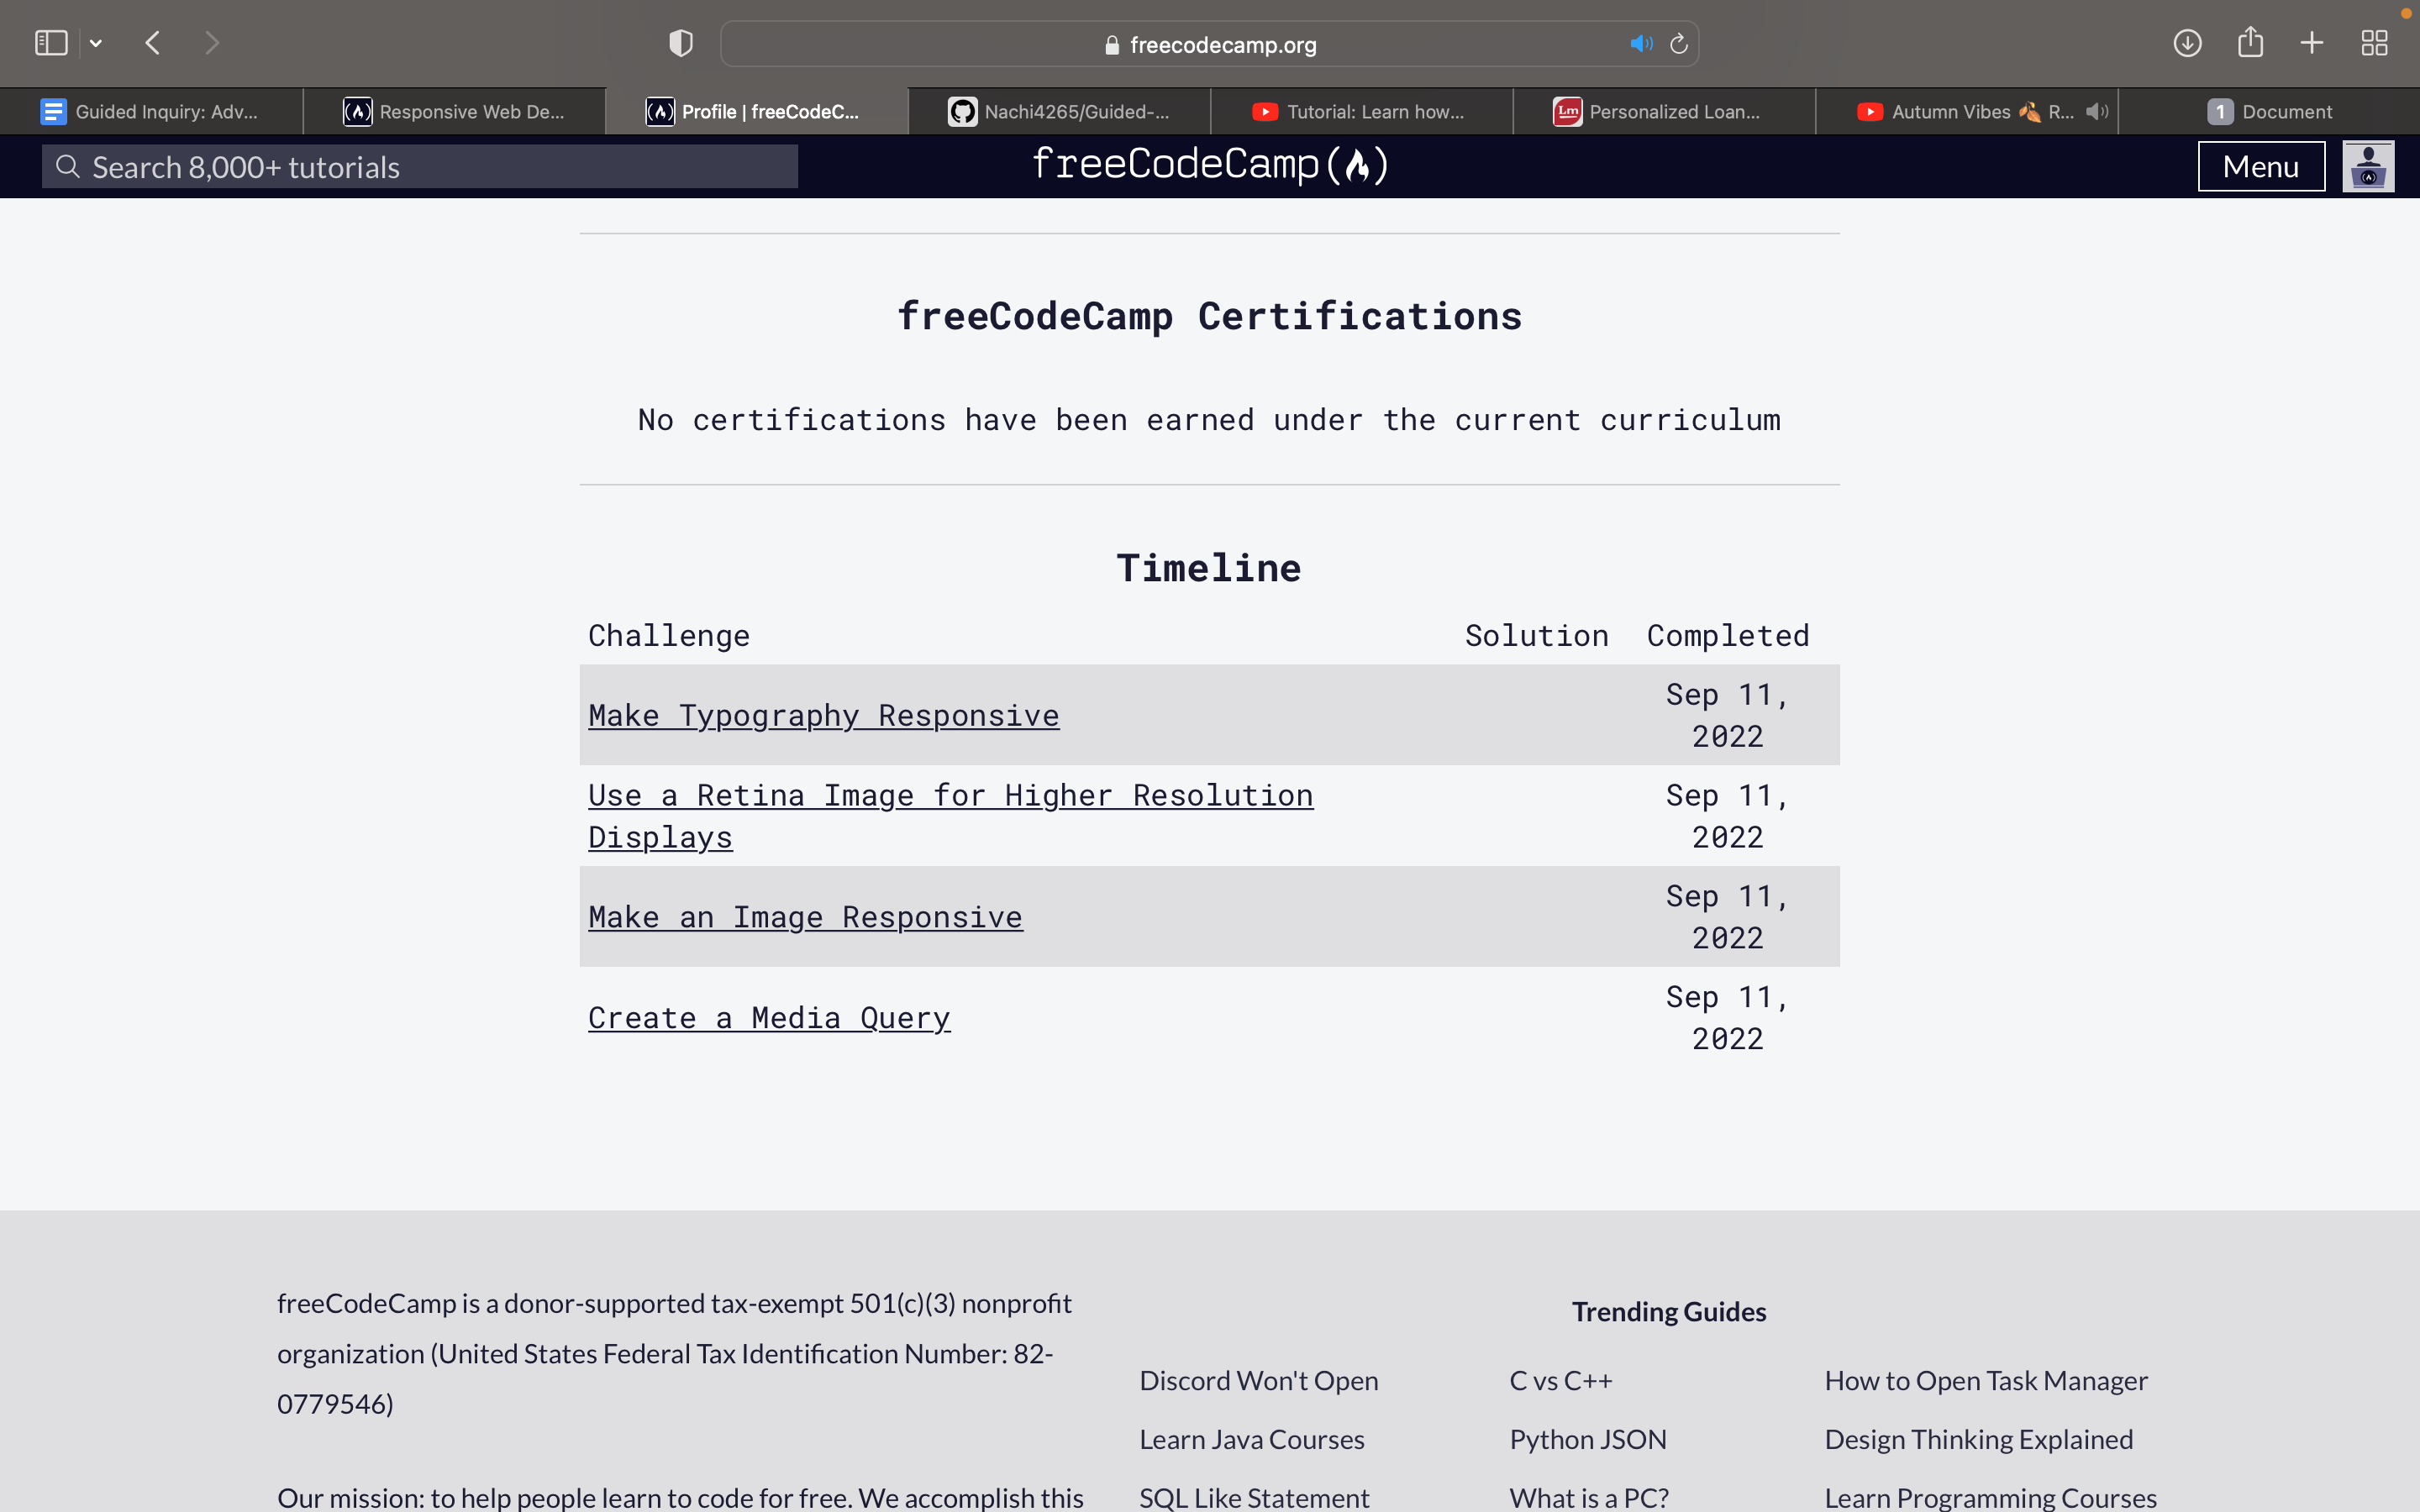 freecodecamp.org
Guided Inquiry: Adv...
Responsive Web De...
Profile | freeCodeC...
Nachi4265/Guided-...
Tutorial: Learn how...
Lm Personalized Loan...
Autumn Vibes 🍂 R...
1 Document
Search 8,000+ tutorials
freeCodeCamp(🔥)
Menu
freeCodeCamp Certifications
No certifications have been earned under the current curriculum
Timeline
Challenge Solution Completed
Make Typography Responsive
Sep 11,
2022
Use a Retina Image for Higher Resolution
Displays
Sep 11,
2022
Make an Image Responsive
Sep 11,
2022
Create a Media Query
Sep 11,
2022
freeCodeCamp is a donor-supported tax-exempt 501(c)(3) nonprofit
organization (United States Federal Tax Identification Number: 82-
0779546)
Our mission: to help people learn to code for free. We accomplish this
Trending Guides
Discord Won't Open
C vs C++
How to Open Task Manager
Learn Java Courses
Python JSON
Design Thinking Explained
SQL Like Statement
What is a PC?
Learn Programming Courses